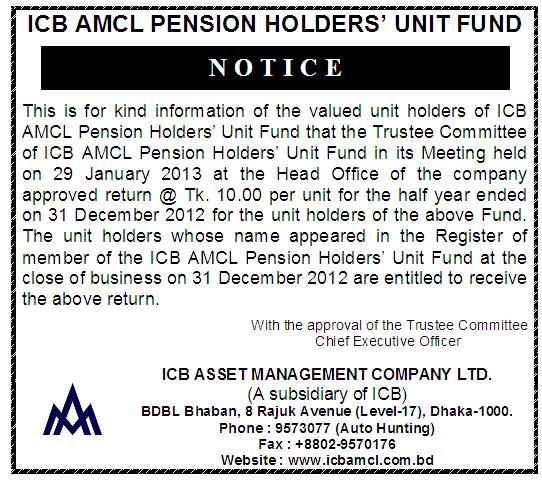 ICB AMCL PENSION HOLDERS’ UNIT FUND
NOTICE
This is for kind information of the valued unit holders of ICB
AMCL Pension Holders’ Unit Fund that the Trustee Committee
of ICB AMCL Pension Holders’ Unit Fund in its Meeting held
on 29 January 2013 at the Head Office of the company
approved return @ Tk. 10.00 per unit for the half year ended
on 31 December 2012 for the unit holders of the above Fund.
The unit holders whose name appeared in the Register of
member of the ICB AMCL Pension Holders’ Unit Fund at the
close of business on 31 December 2012 are entitled to receive
the above return.
With the approval of the Trustee Committee
Chief Executive Officer
ICB ASSET MANAGEMENT COMPANY LTD.
(A subsidiary of ICB)
BDBL Bhaban, 8 Rajuk Avenue (Level-17), Dhaka-1000.
Phone : 9573077 (Auto Hunting)
Fax : +8802-9570176
Website : www.icbamcl.com.bd